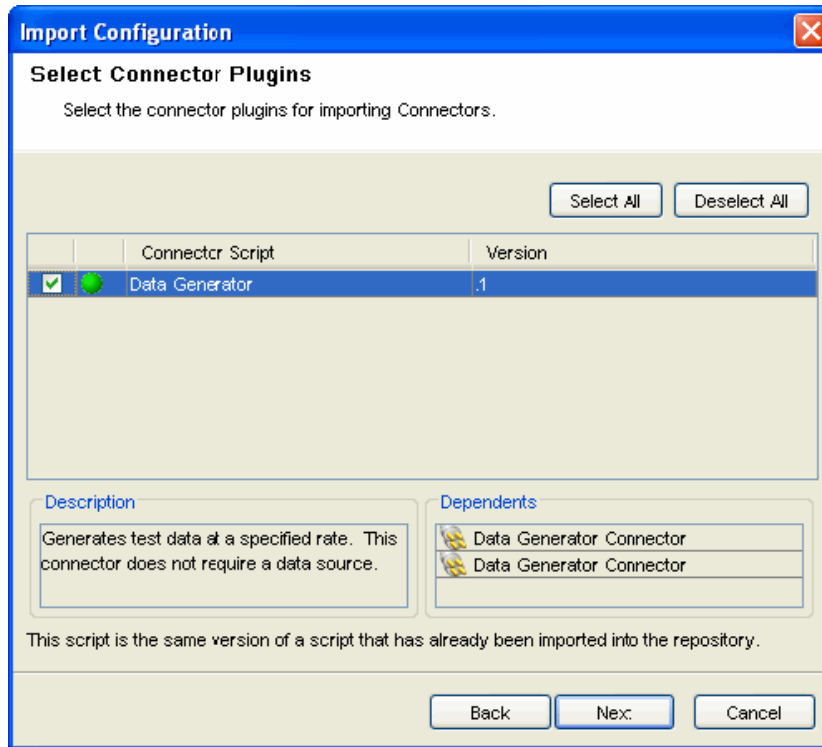 Import Configuration
Select Connector Plugins
Select the connector plugins for importing Connectors.
Select All Deselect All
Connector Script Version
Data Generator .1
Description Dependents
Generates test data at a specified rate. This
connector does not require a data source.
Data Generator Connector
Data Generator Connector
This script is the same version of a script that has already been imported into the repository.
Back Next Cancel